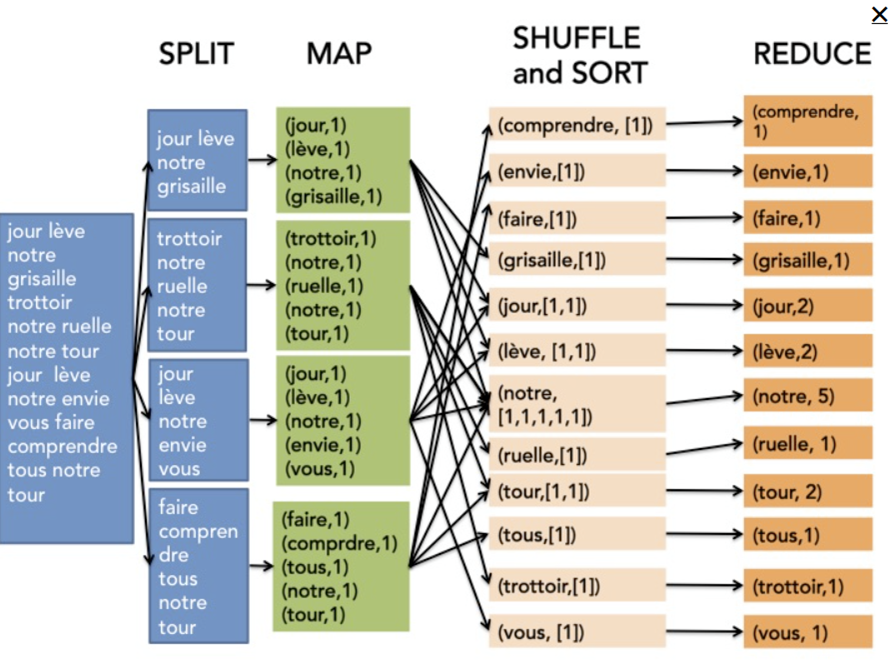 ×
SPLIT
MAP
SHUFFLE
and SORT
REDUCE
jour lève
notre
grisaille
trottoir
notre ruelle
notre tour
jour lève
notre envie
vous faire
comprendre
tous notre
tour
jour lève
notre
grisaille
trottoir
notre
ruelle
notre
tour
jour
lève
notre
envie
vous
faire
compren
dre
tous
notre
tour
(jour,1)
(lève,1)
(notre,1)
(grisaille,1)
(trottoir,1)
(notre,1)
(ruelle,1)
(notre,1)
(tour,1)
(jour,1)
(lève,1)
(notre,1)
(envie,1)
(vous,1)
(faire,1)
(comprdre,1)
(tous,1)
(notre,1)
(tour,1)
(comprendre, [1])
(envie,[1])
(faire,[1])
(grisaille,[1])
(jour,[1,1])
(lève, [1,1])
(notre,
[1,1,1,1,1])
(ruelle,[1])
(tour,[1,1])
(tous,[1])
(trottoir,[1])
(vous, [1])
(comprendre,
1)
(envie,1)
(faire,1)
(grisaille,1)
(jour,2)
(lève,2)
(notre, 5)
(ruelle, 1)
(tour, 2)
(tous,1)
(trottoir,1)
(vous, 1)